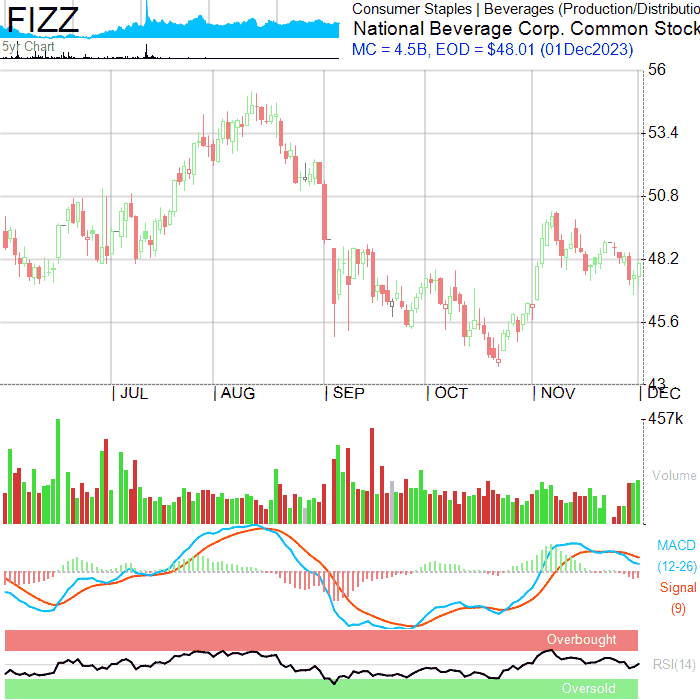 FIZZ
Consumer Staples | Beverages (Production/Distributio
National Beverage Corp. Common Stock
5yr Chart
MC = 4.5B, EOD = $48.01 (01Dec2023)
56
53.4
50.8
48.2
45.6
43
JUL
AUG
SEP
OCT
NOV
DEC
457k
Volume
MACD
(12-26)
Signal
(9)
Overbought
RSI(14)
Oversold